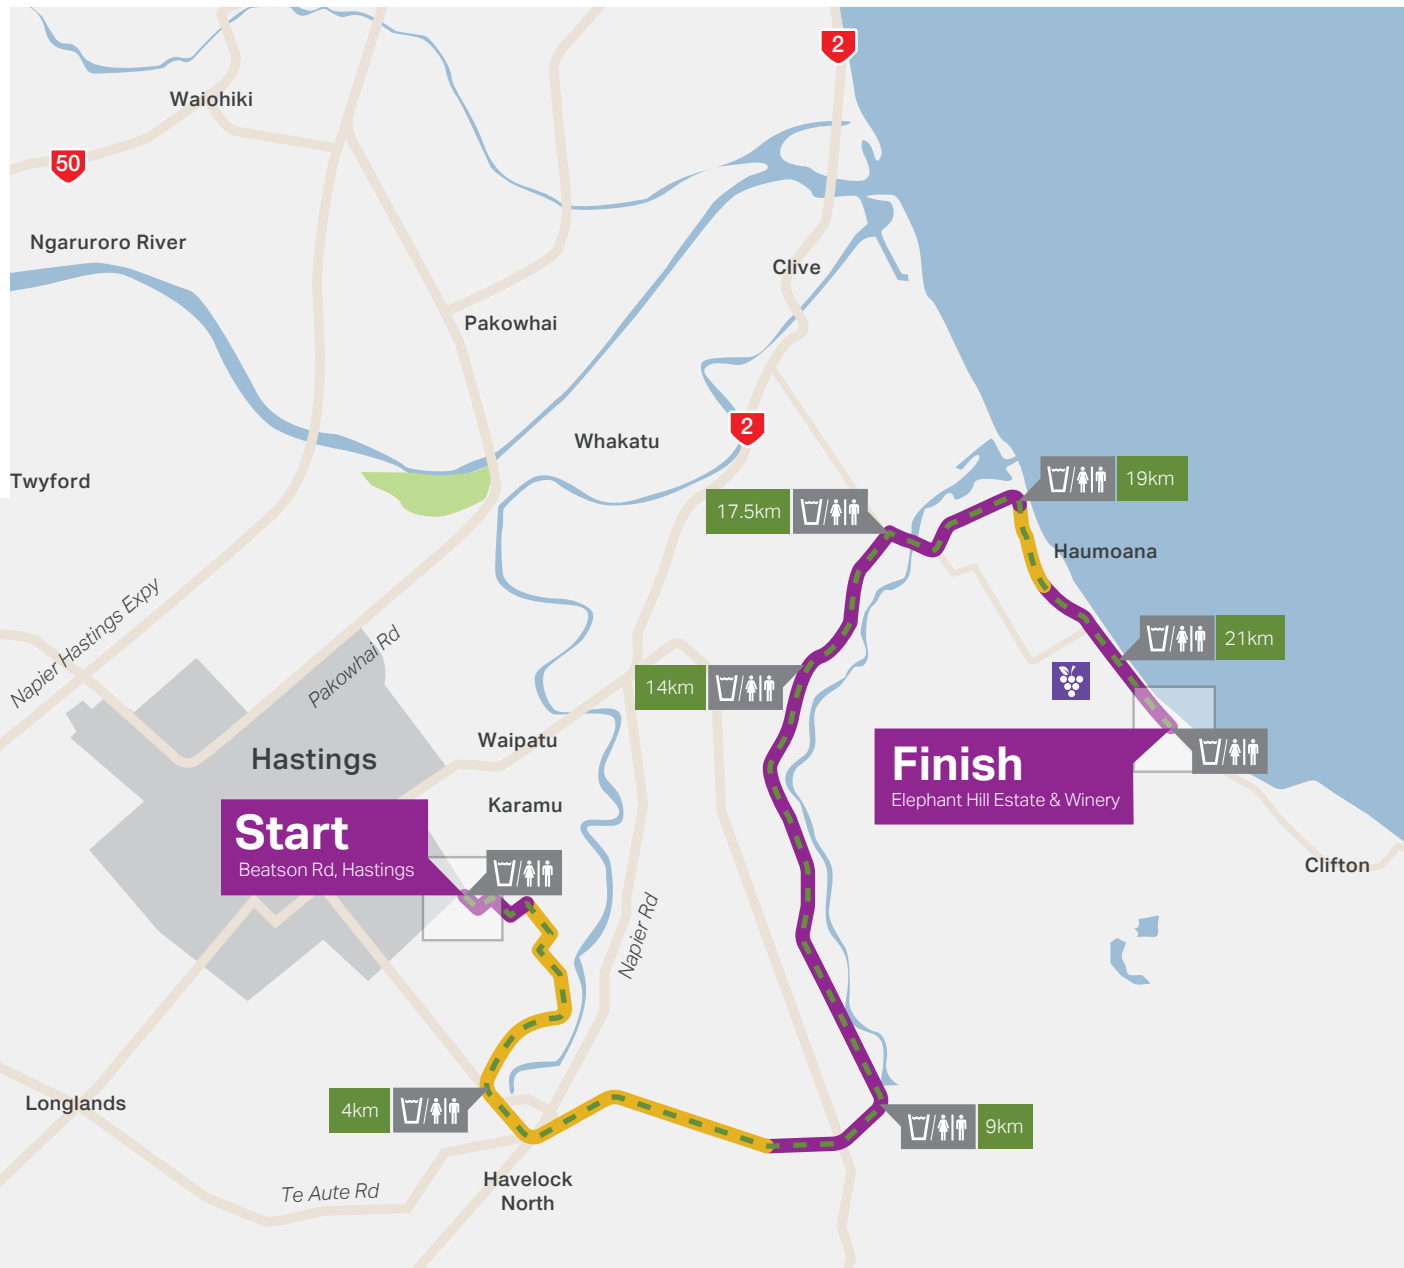 2
Waiohiki
50
Ngaruroro River
Clive
Pakowhai
2
Whakatu
Twyford
19km
17.5km
Haumoana
Napier Hastings Expy
Pakowhai Rd
21km
14km
Waipatu
Hastings
Finish
Elephant Hill Estate & Winery
Karamu
Start
Beatson Rd, Hastings
Clifton
Napier Rd
Longlands
4km
9km
Havelock
North
Te Aute Rd